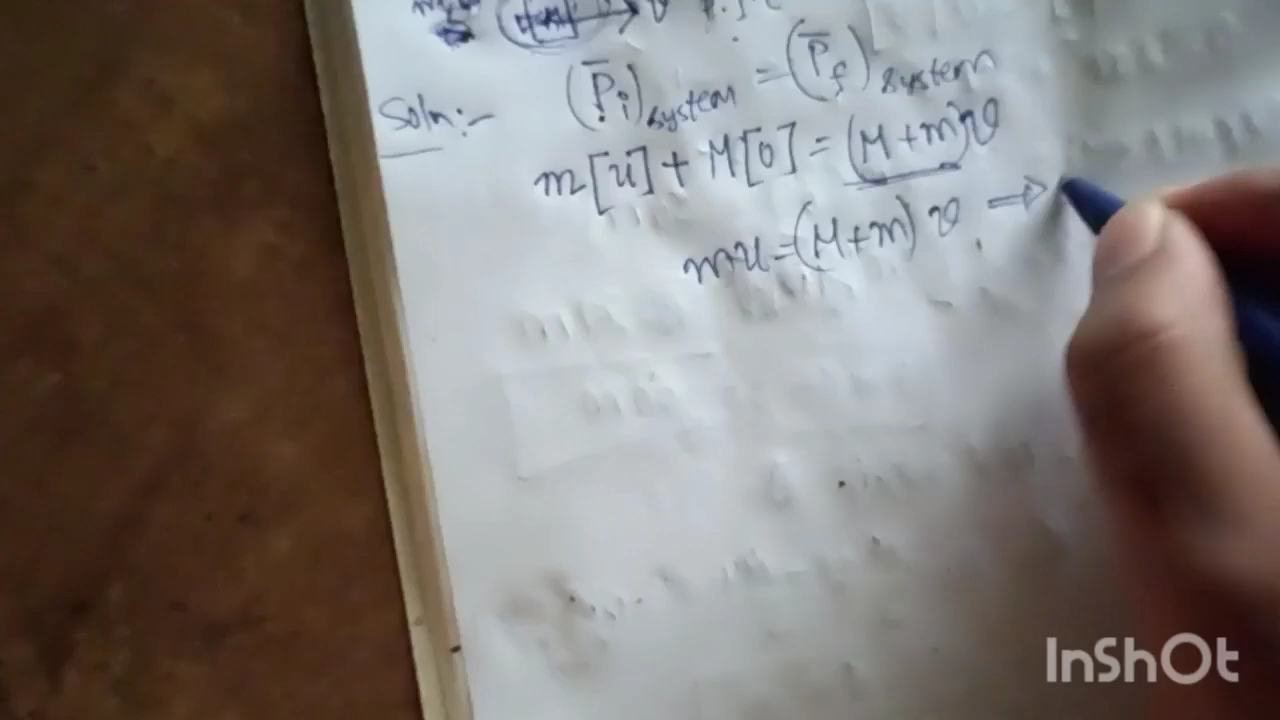 Soln:- (P̅i)system = (P̅f)system
m[u] + M[0] = (M+m)v
mu = (M+m) v ⇒
InShOt